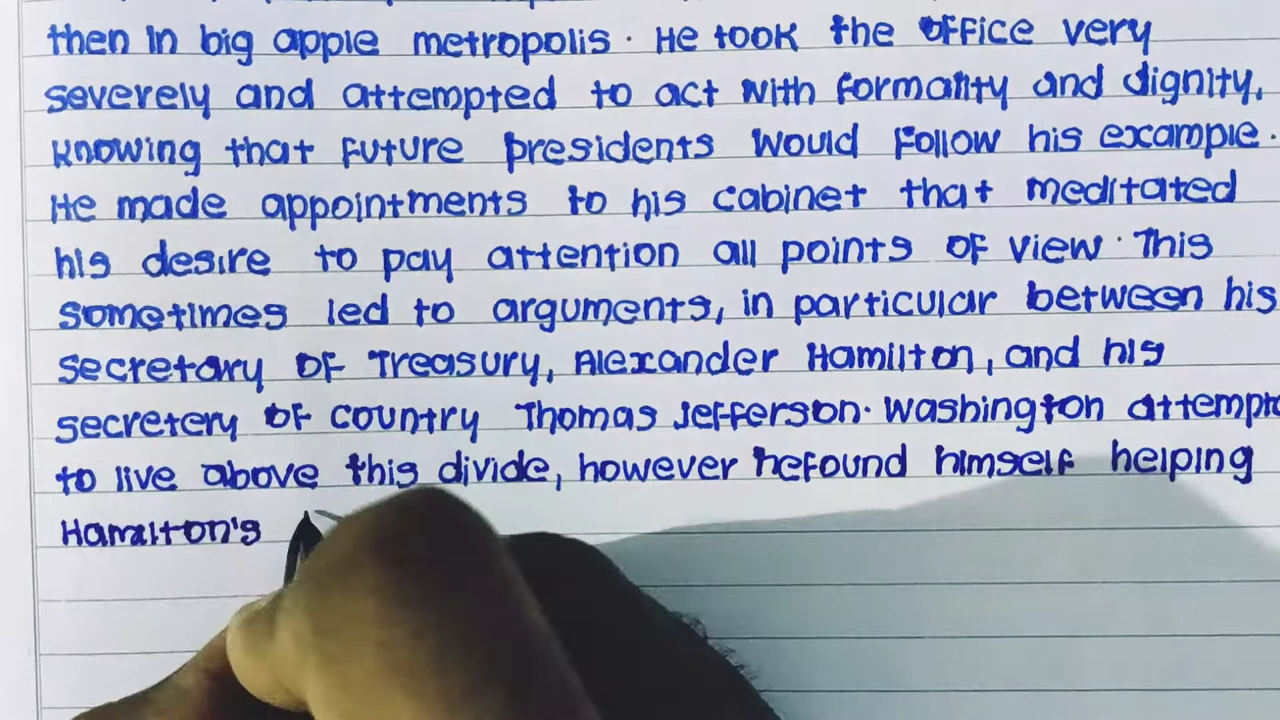 then in big apple metropolis. He took the office very
severely and attempted to act with formality and dignity,
knowing that future presidents would follow his example.
He made appointments to his cabinet that meditated
his desire to pay attention all points of view. This
sometimes led to arguments, in particular between his
secretary of Treasury, Alexander Hamilton, and his
secretery of country Thomas Jefferson. Washington attempt
to live above this divide, however hefound himself helping
Hamilton's